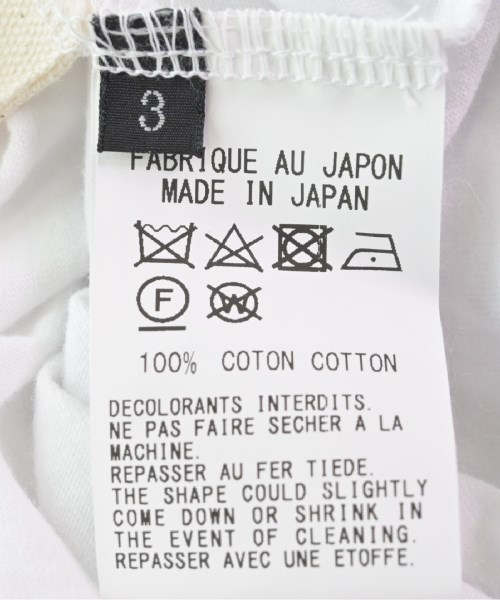 3
FABRIQUE AU JAPON
MADE IN JAPAN
F W
100% COTON COTTON
DECOLORANTS INTERDITS.
NE PAS FAIRE SECHER A LA
MACHINE.
REPASSER AU FER TIEDE.
THE SHAPE COULD SLIGHTLY
COME DOWN OR SHRINK IN
THE EVENT OF CLEANING.
REPASSER AVEC UNE ETOFFE.